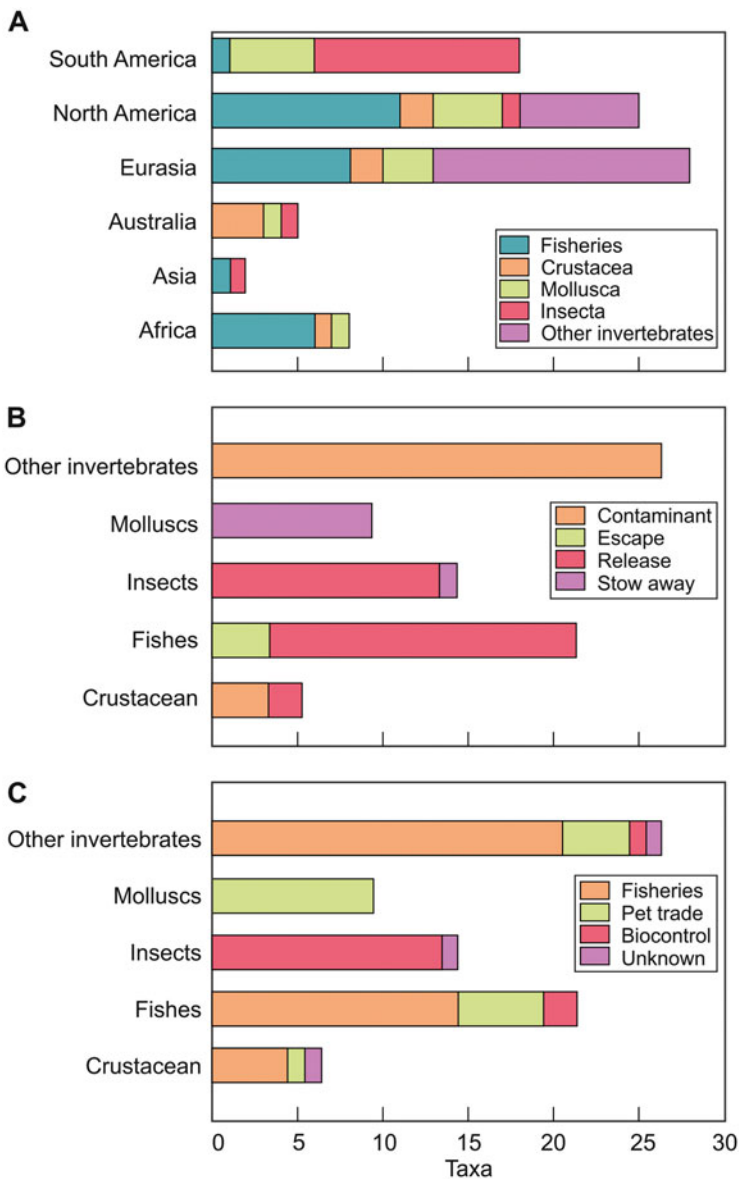 A
South America
North America
Eurasia
Australia
Asia
Africa
Fisheries
Crustacea
Mollusca
Insecta
Other invertebrates
B
Other invertebrates
Molluscs
Insects
Fishes
Crustacean
Contaminant
Escape
Release
Stow away
C
Other invertebrates
Molluscs
Insects
Fishes
Crustacean
Fisheries
Pet trade
Biocontrol
Unknown
0 5 10 15 20 25 30
Taxa